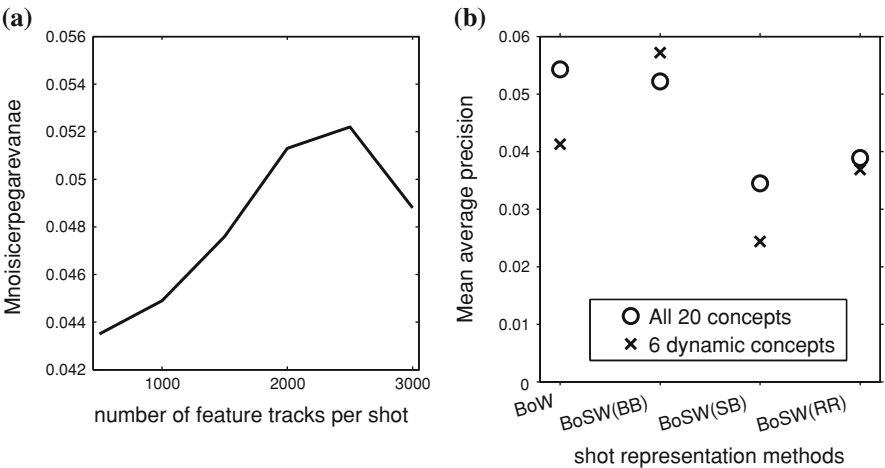 (a)
0.056
0.054
0.052
0.05
0.048
0.046
0.044
0.042
Mnoisicerpegarevanae
1000
2000
3000
number of feature tracks per shot
(b)
0.06
0.05
0.04
0.03
0.02
0.01
0
Mean average precision
All 20 concepts
6 dynamic concepts
BoW
BoSW(BB)
BoSW(SB)
BoSW(RR)
shot representation methods